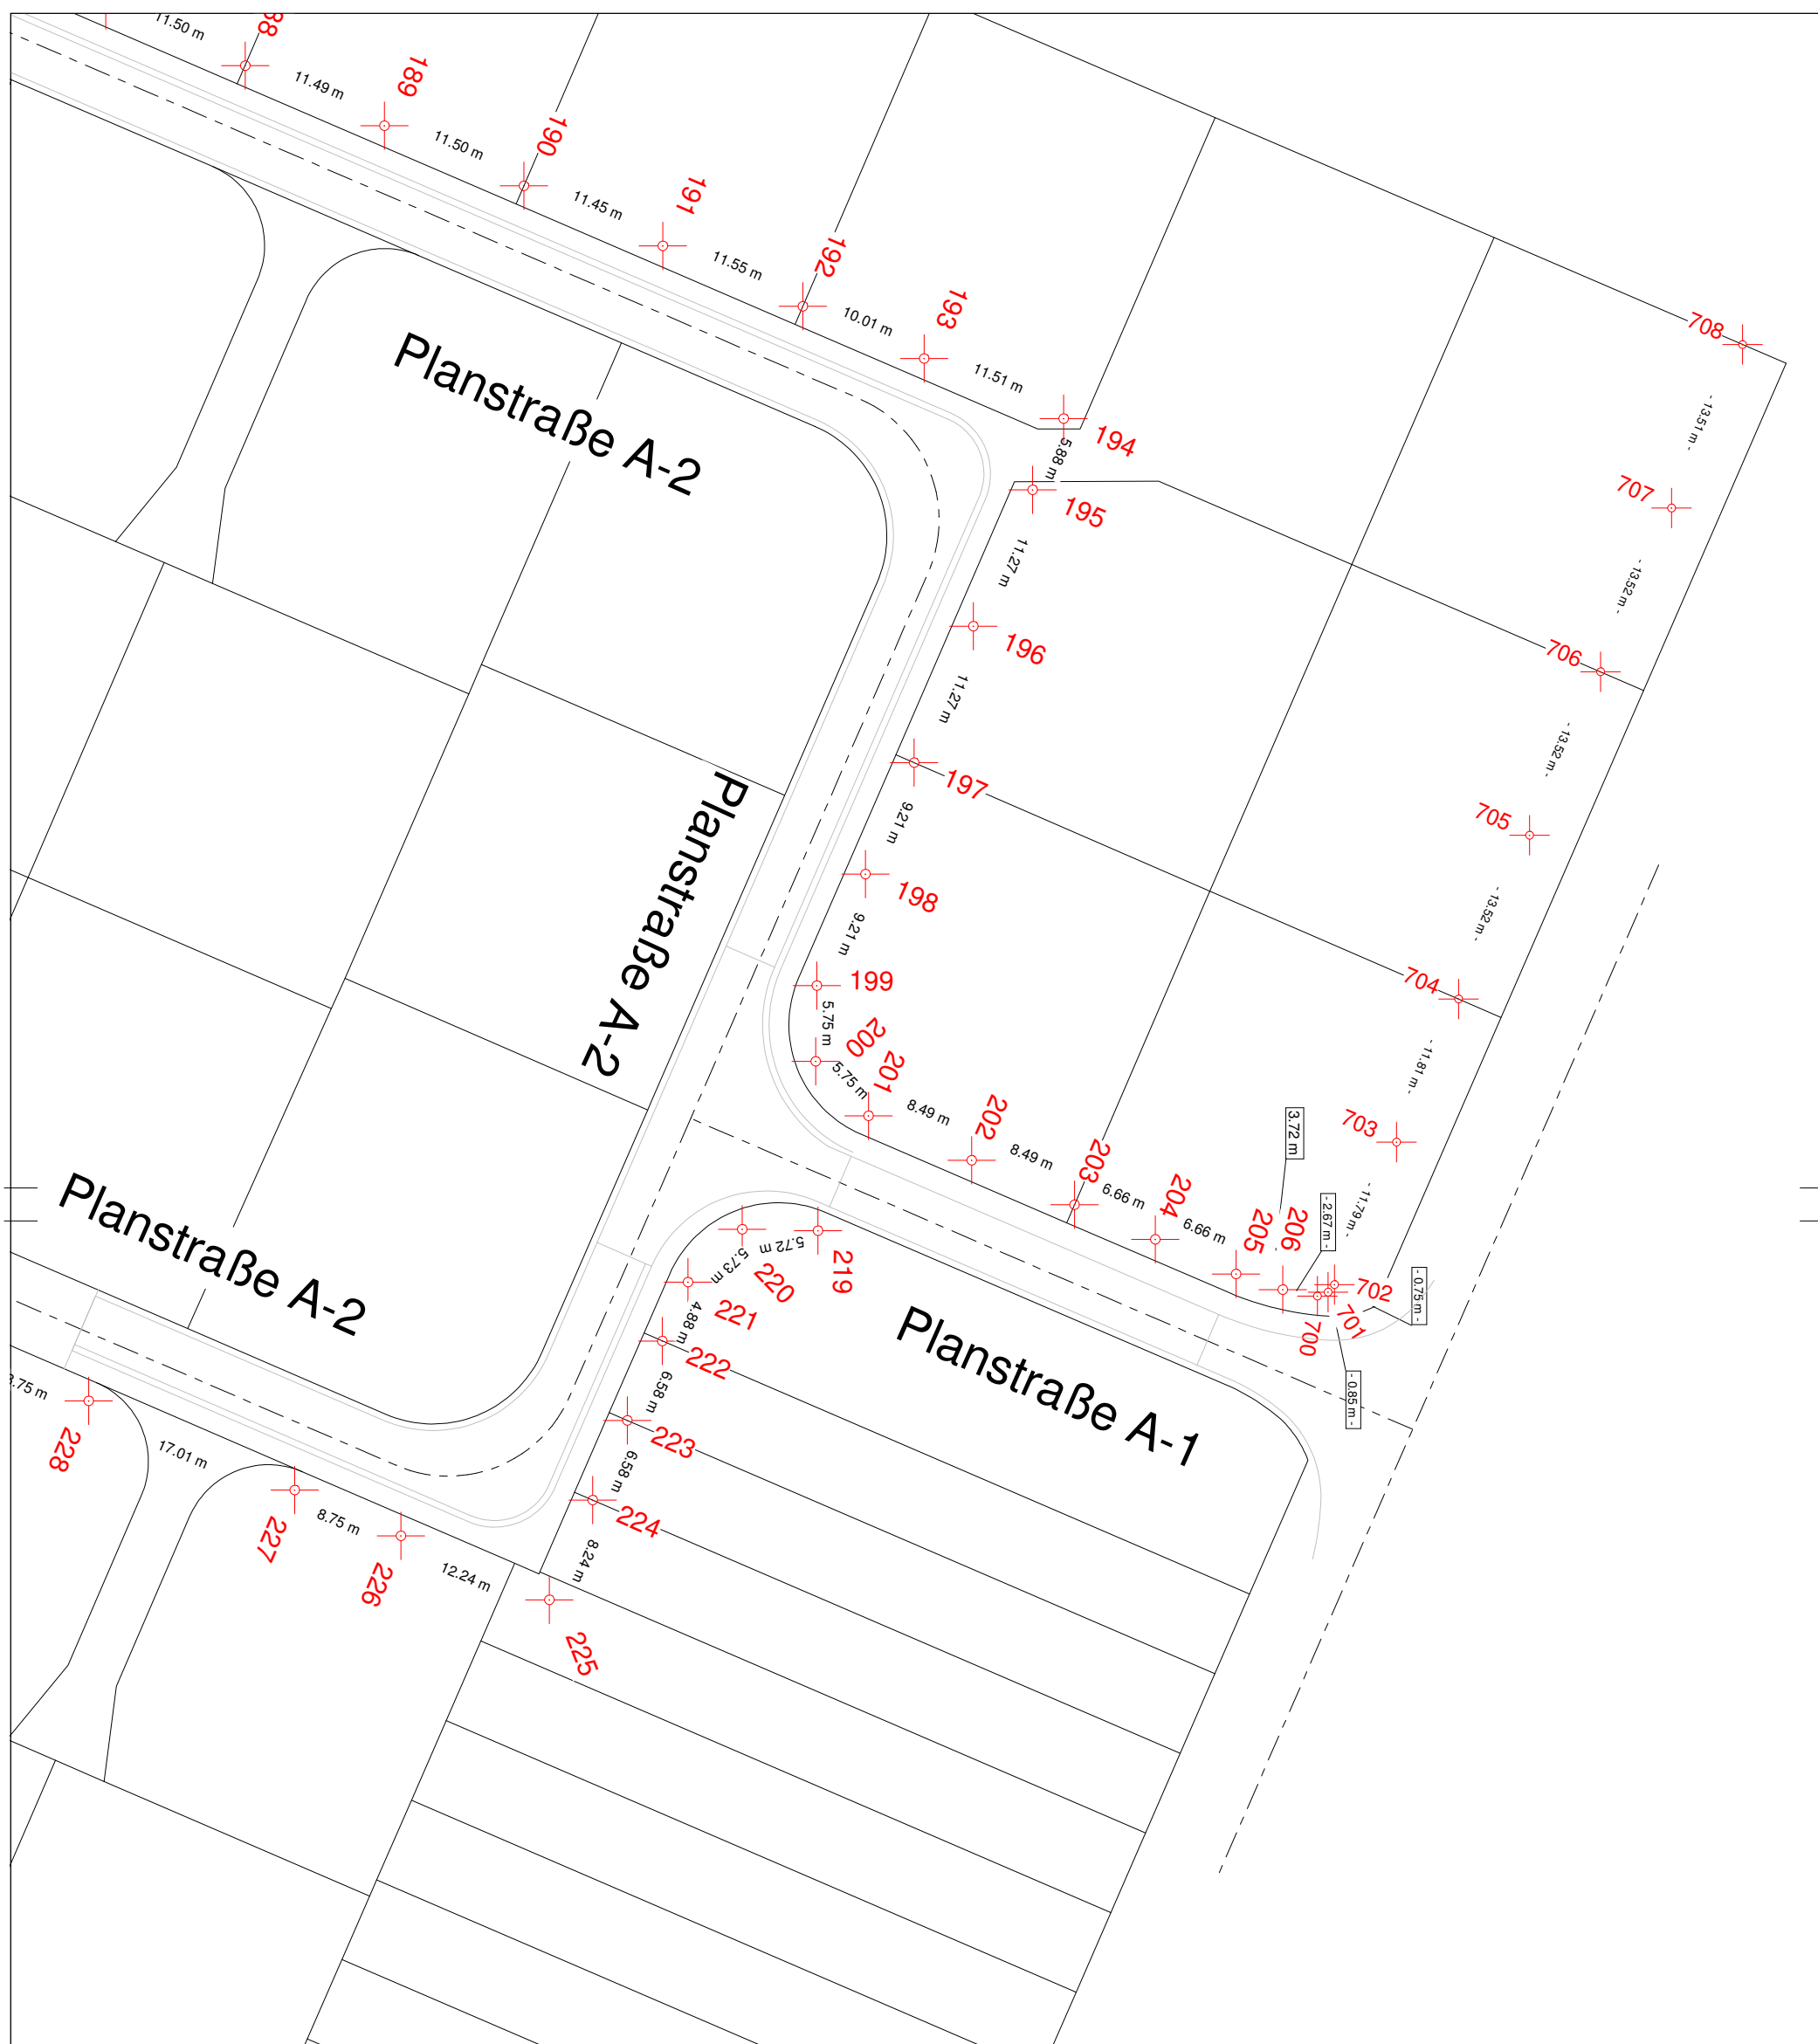 11.50 m
11.49 m
189
11.50 m
190
11.45 m
191
11.55 m
192
10.01 m
193
11.51 m
194
5.88 m
195
11.27 m
196
11.27 m
197
9.21 m
198
9.21 m
199
5.75 m
200
5.75 m
201
8.49 m
202
8.49 m
203
6.66 m
204
6.66 m
205
3.72 m
206
- 2.67 m -
700
- 0.85 m -
701
- 0.75 m -
702
- 11.79 m -
703
- 11.81 m -
704
- 13.52 m -
705
- 13.52 m -
706
- 13.52 m -
707
- 13.51 m -
708
Planstraße A-2
Planstraße A-2
Planstraße A-2
Planstraße A-1
219
5.72 m
220
5.73 m
221
4.88 m
222
6.58 m
223
6.58 m
224
8.24 m
225
12.24 m
226
8.75 m
227
17.01 m
228
.75 m